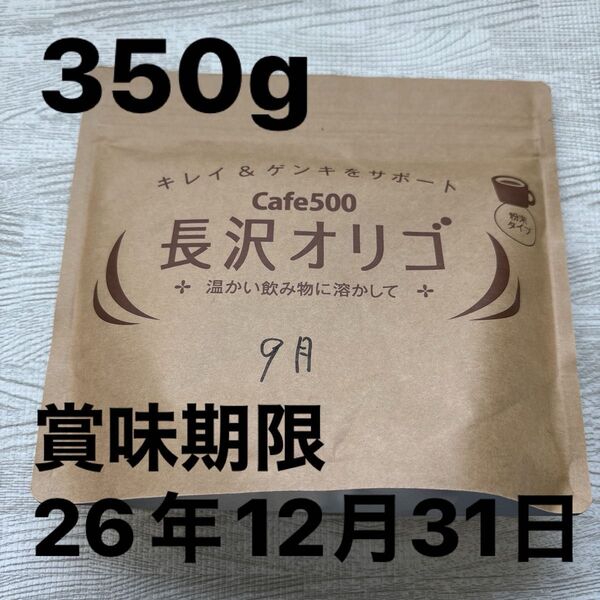 350g
キレイ&ゲンキをサポート
Cafe500
粉末
タイプ
長沢オリゴ
温かい飲み物に溶かして
9月
賞味期限
26年12月31日